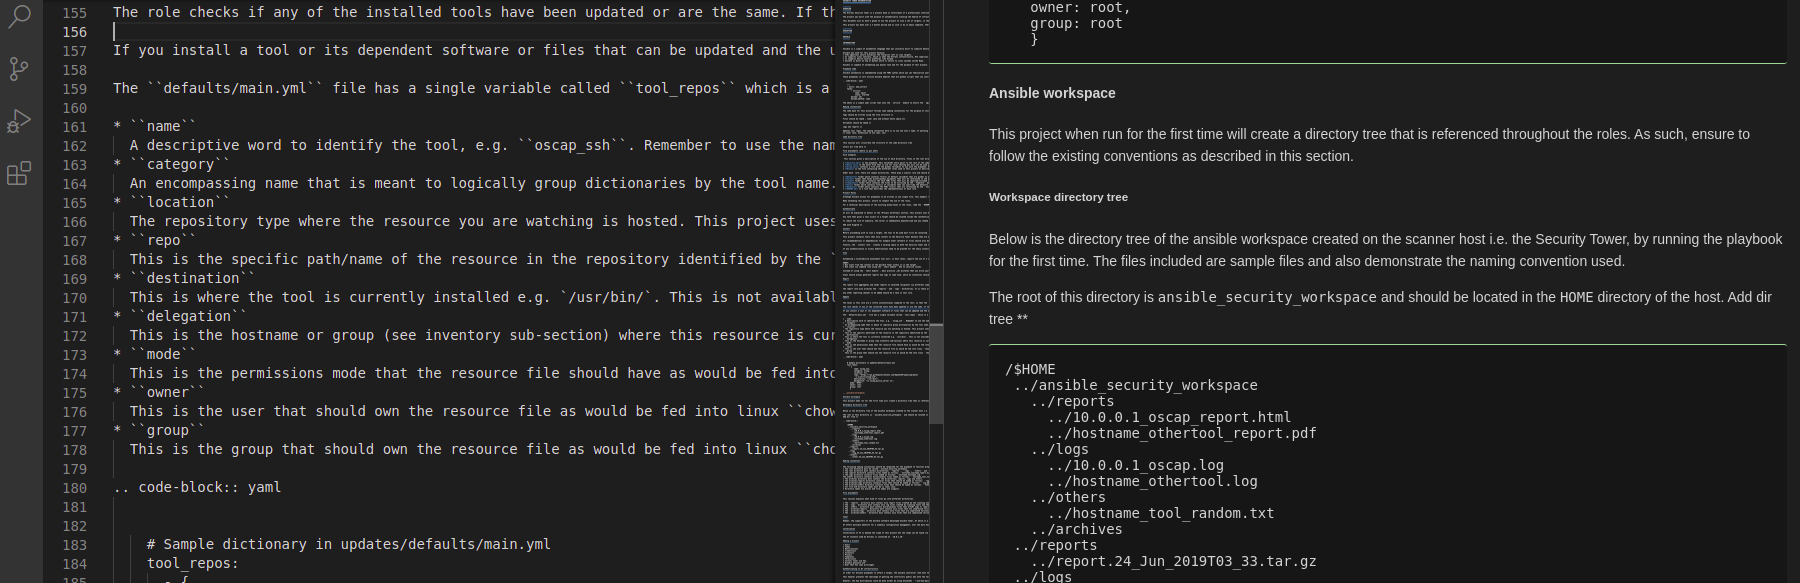 155 The role checks if any of the installed tools have been updated or are the same. If th
156
157 If you install a tool or its dependent software or files that can be updated and the u
158
159 The ``defaults/main.yml`` file has a single variable called ``tool_repos`` which is a
160
161 * ``name``
162 A descriptive word to identify the tool, e.g. ``oscap_ssh``. Remember to use the nam
163 * ``category``
164 An encompassing name that is meant to logically group dictionaries by the tool name.
165 * ``location``
166 The repository type where the resource you are watching is hosted. This project uses
167 * ``repo``
168 This is the specific path/name of the resource in the repository identified by the `
169 * ``destination``
170 This is where the tool is currently installed e.g. `/usr/bin/`. This is not availabl
171 * ``delegation``
172 This is the hostname or group (see inventory sub-section) where this resource is cur
173 * ``mode``
174 This is the permissions mode that the resource file should have as would be fed into
175 * ``owner``
176 This is the user that should own the resource file as would be fed into linux ``chow
177 * ``group``
178 This is the group that should own the resource file as would be fed into linux ``cho
179
180 .. code-block:: yaml
181
182
183 # Sample dictionary in updates/defaults/main.yml
184 tool_repos:
185 - {
owner: root,
group: root
}
Ansible workspace
This project when run for the first time will create a directory tree that is referenced throughout the roles. As such, ensure to
follow the existing conventions as described in this section.
Workspace directory tree
Below is the directory tree of the ansible workspace created on the scanner host i.e. the Security Tower, by running the playbook
for the first time. The files included are sample files and also demonstrate the naming convention used.
The root of this directory is ansible_security_workspace and should be located in the HOME directory of the host. Add dir
tree **
/$HOME
../ansible_security_workspace
../reports
../10.0.0.1_oscap_report.html
../hostname_othertool_report.pdf
../logs
../10.0.0.1_oscap.log
../hostname_othertool.log
../others
../hostname_tool_random.txt
../archives
../reports
../report.24_Jun_2019T03_33.tar.gz
../logs